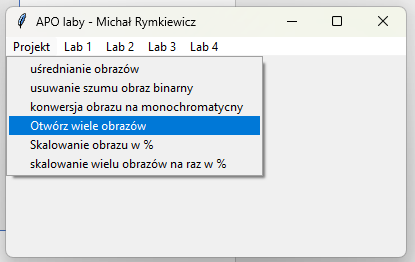 APO laby - Michał Rymkiewicz
Projekt Lab 1 Lab 2 Lab 3 Lab 4
uśrednianie obrazów
usuwanie szumu obraz binarny
konwersja obrazu na monochromatycny
Otwórz wiele obrazów
Skalowanie obrazu w %
skalowanie wielu obrazów na raz w %